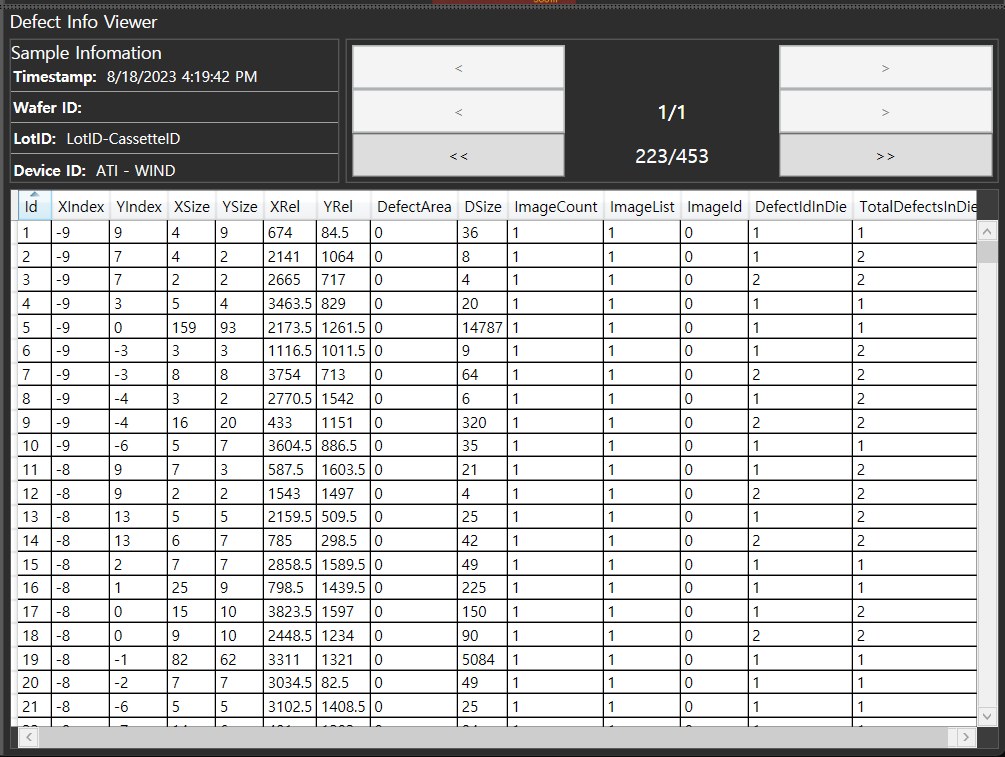 Defect Info Viewer
Sample Infomation
Timestamp: 8/18/2023 4:19:42 PM
Wafer ID:
LotID: LotID-CassetteID
Device ID: ATI - WIND
< >
< 1/1 >
<< 223/453 >>
Id XIndex YIndex XSize YSize XRel YRel DefectArea DSize ImageCount ImageList ImageId DefectIdInDie TotalDefectsInDie
1 -9 9 4 9 674 84.5 0 36 1 1 0 1 1
2 -9 7 4 2 2141 1064 0 8 1 1 0 1 2
3 -9 7 2 2 2665 717 0 4 1 1 0 2 2
4 -9 3 5 4 3463.5 829 0 20 1 1 0 1 1
5 -9 0 159 93 2173.5 1261.5 0 14787 1 1 0 1 1
6 -9 -3 3 3 1116.5 1011.5 0 9 1 1 0 1 2
7 -9 -3 8 8 3754 713 0 64 1 1 0 2 2
8 -9 -4 3 2 2770.5 1542 0 6 1 1 0 1 2
9 -9 -4 16 20 433 1151 0 320 1 1 0 2 2
10 -9 -6 5 7 3604.5 886.5 0 35 1 1 0 1 1
11 -8 9 7 3 587.5 1603.5 0 21 1 1 0 1 2
12 -8 9 2 2 1543 1497 0 4 1 1 0 2 2
13 -8 13 5 5 2159.5 509.5 0 25 1 1 0 1 2
14 -8 13 6 7 785 298.5 0 42 1 1 0 2 2
15 -8 2 7 7 2858.5 1589.5 0 49 1 1 0 1 1
16 -8 1 25 9 798.5 1439.5 0 225 1 1 0 1 1
17 -8 0 15 10 3823.5 1597 0 150 1 1 0 1 2
18 -8 0 9 10 2448.5 1234 0 90 1 1 0 2 2
19 -8 -1 82 62 3311 1321 0 5084 1 1 0 1 1
20 -8 -2 7 7 3034.5 82.5 0 49 1 1 0 1 1
21 -8 -6 5 5 3102.5 1408.5 0 25 1 1 0 1 1